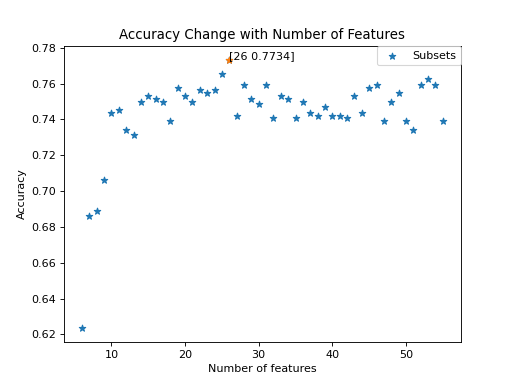 Accuracy Change with Number of Features
[26 0.7734]
Subsets
0.78
0.76
0.74
0.72
0.70
0.68
0.66
0.64
0.62
Accuracy
10 20 30 40 50
Number of features